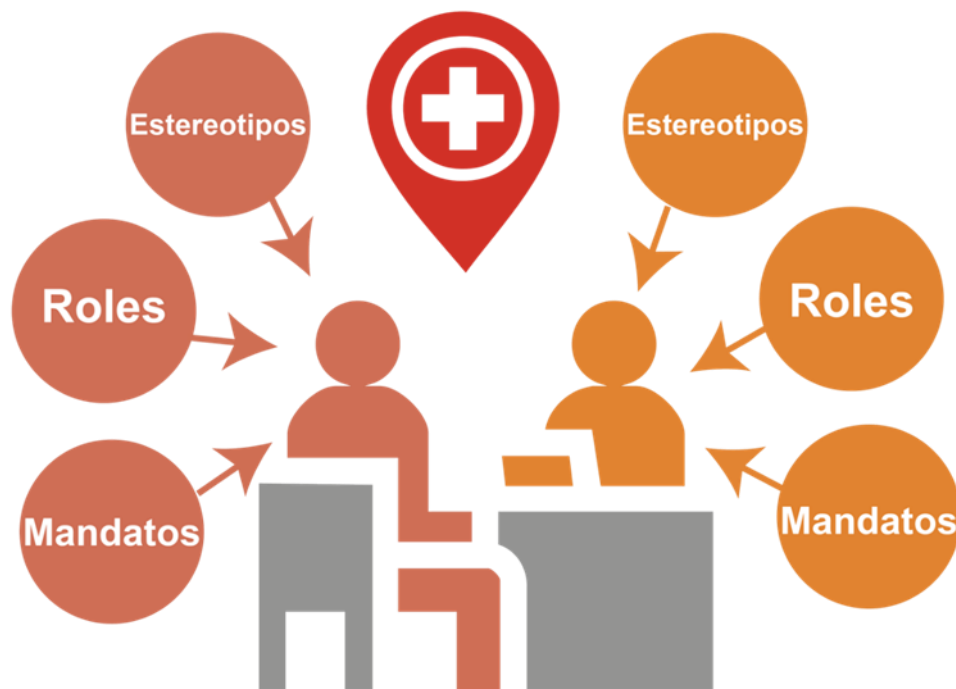 Estereotipos
Roles
Mandatos
Estereotipos
Roles
Mandatos